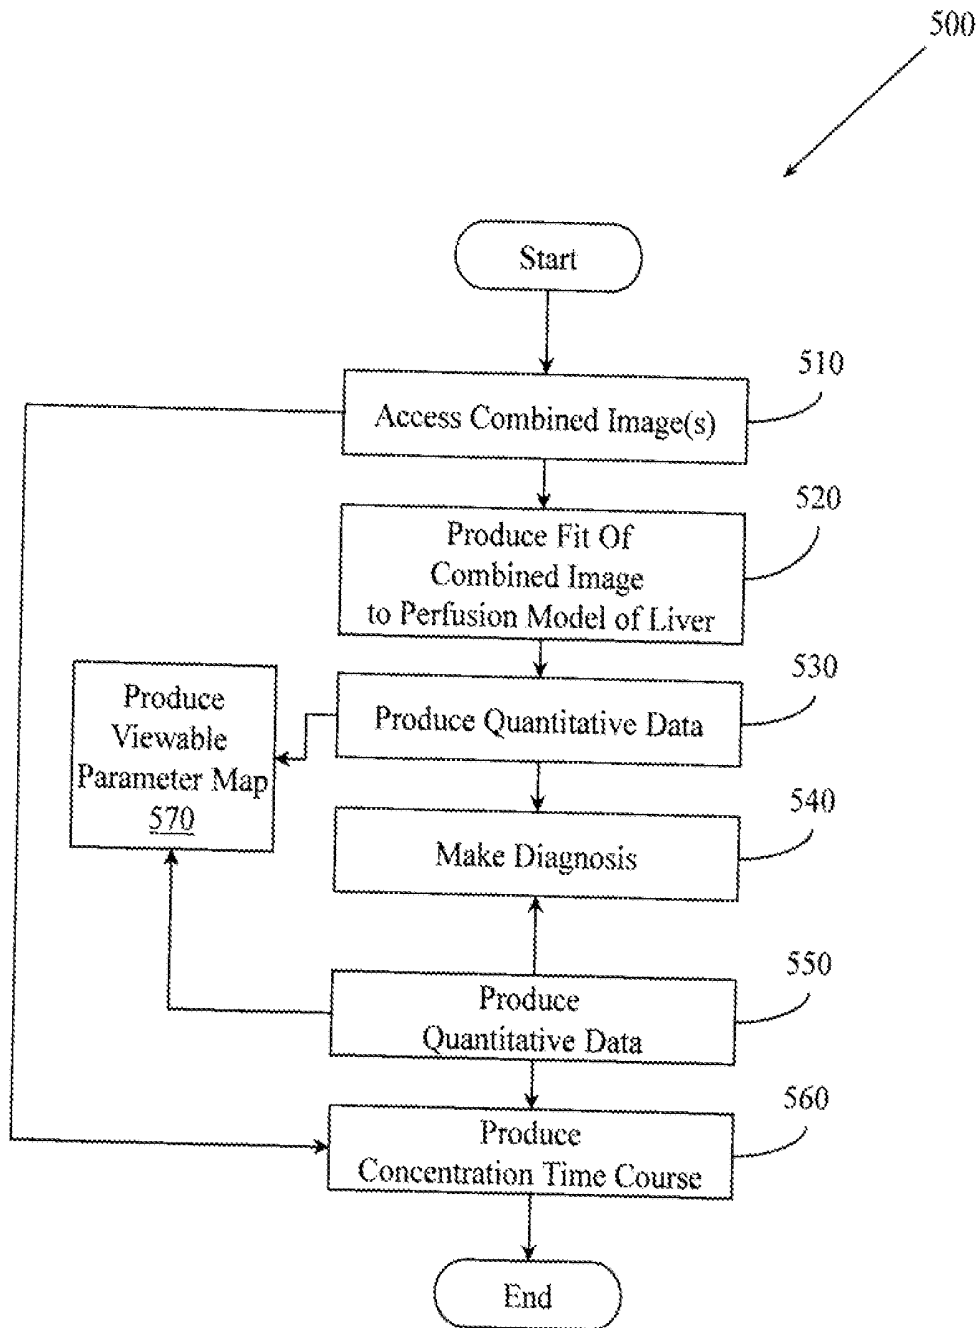 500
Start
510
Access Combined Image(s)
520
Produce Fit Of
Combined Image
to Perfusion Model of Liver
530
Produce Quantitative Data
Produce
Viewable
Parameter Map
570
540
Make Diagnosis
550
Produce
Quantitative Data
560
Produce
Concentration Time Course
End